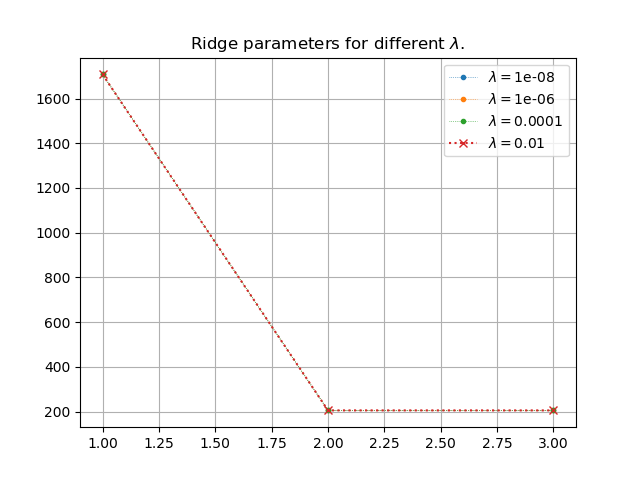 Ridge parameters for different λ.
1600
1400
1200
1000
800
600
400
200
1.00 1.25 1.50 1.75 2.00 2.25 2.50 2.75 3.00
λ = 1e-08
λ = 1e-06
λ = 0.0001
λ = 0.01